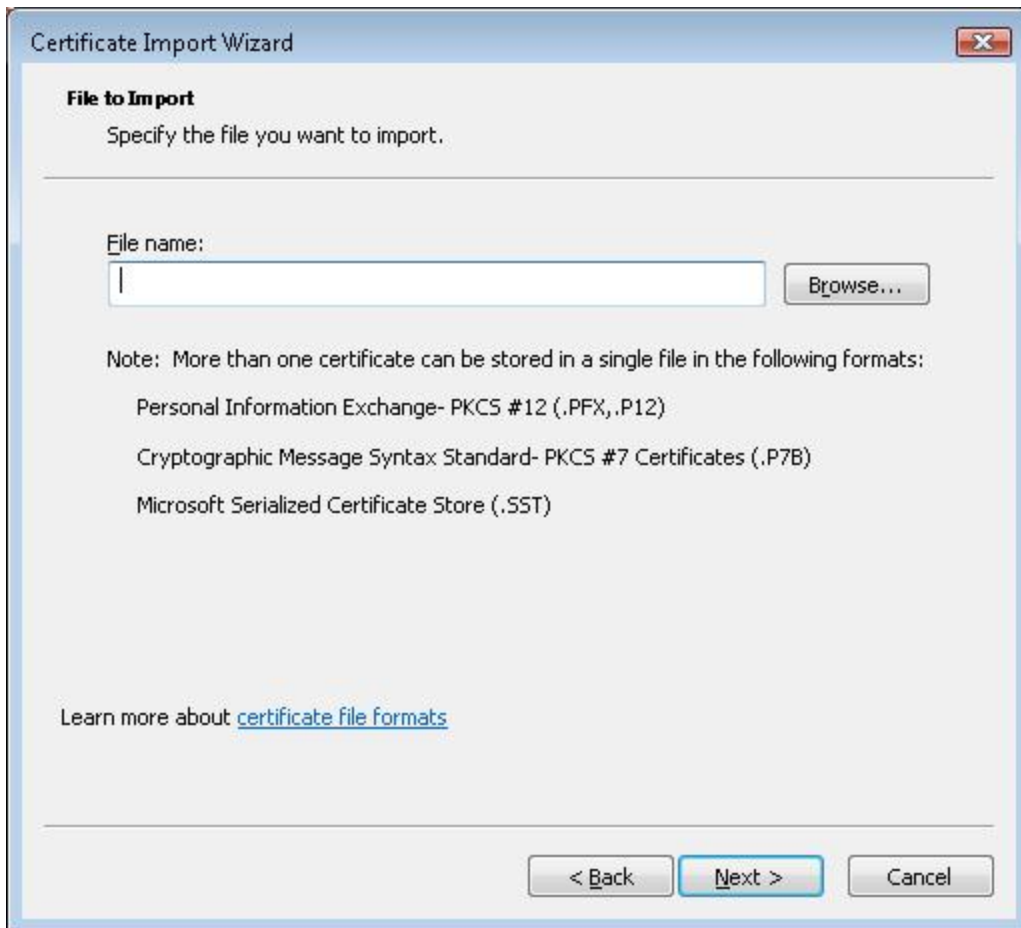 Certificate Import Wizard
File to Import
Specify the file you want to import.
File name:
Browse...
Note:  More than one certificate can be stored in a single file in the following formats:
Personal Information Exchange- PKCS #12 (.PFX,.P12)
Cryptographic Message Syntax Standard- PKCS #7 Certificates (.P7B)
Microsoft Serialized Certificate Store (.SST)
Learn more about certificate file formats
< Back
Next >
Cancel